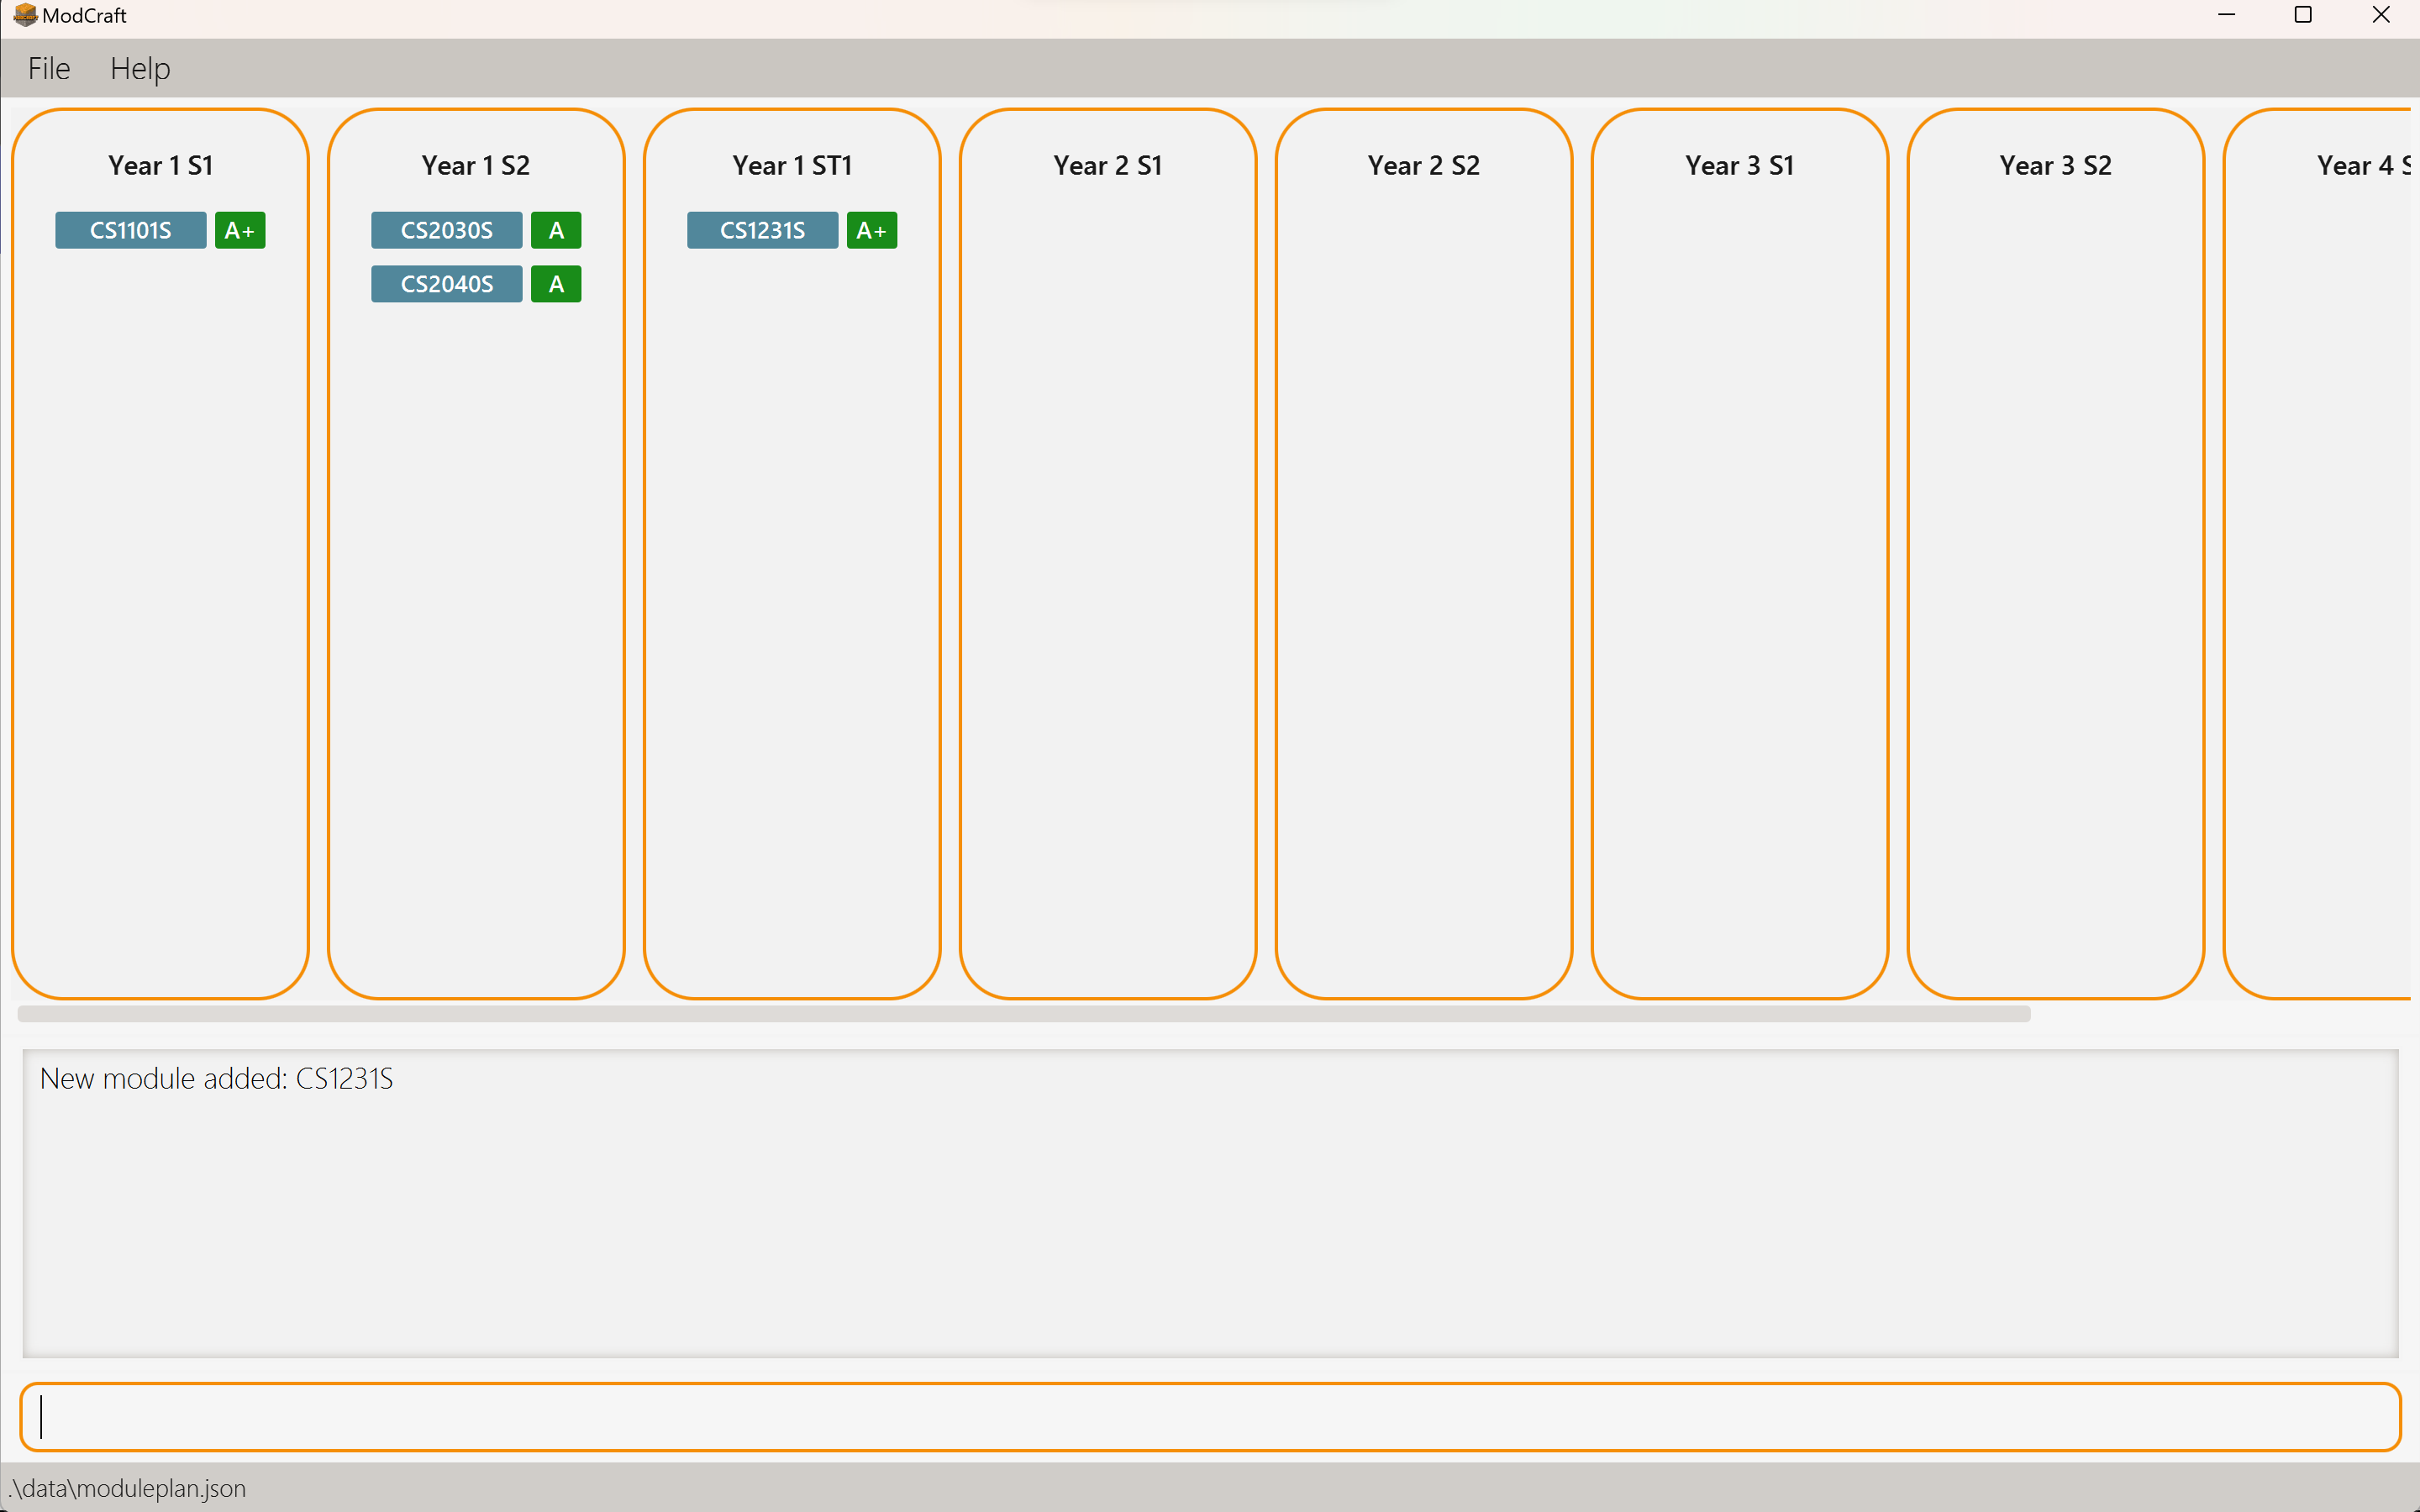 ModCraft
File Help
Year 1 S1
CS1101S A+
Year 1 S2
CS2030S A
CS2040S A
Year 1 ST1
CS1231S A+
Year 2 S1
Year 2 S2
Year 3 S1
Year 3 S2
Year 4 S
New module added: CS1231S
.\data\moduleplan.json